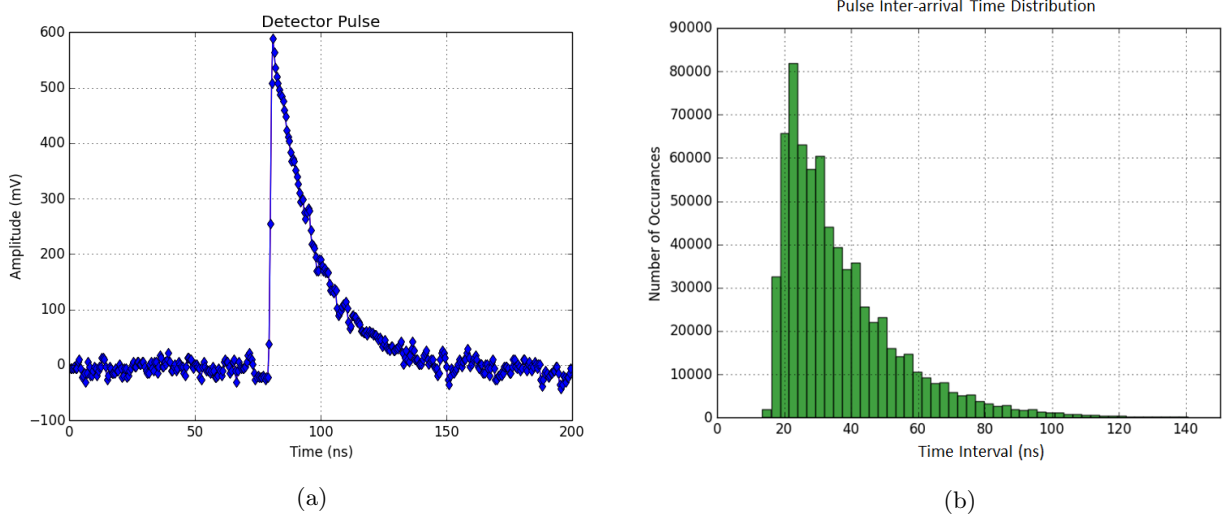 Detector Pulse
600
500
400
300
200
100
0
−100
Amplitude (mV)
0 50 100 150 200
Time (ns)
(a)
Pulse Inter-arrival Time Distribution
90000
80000
70000
60000
50000
40000
30000
20000
10000
0
Number of Occurances
0 20 40 60 80 100 120 140
Time Interval (ns)
(b)